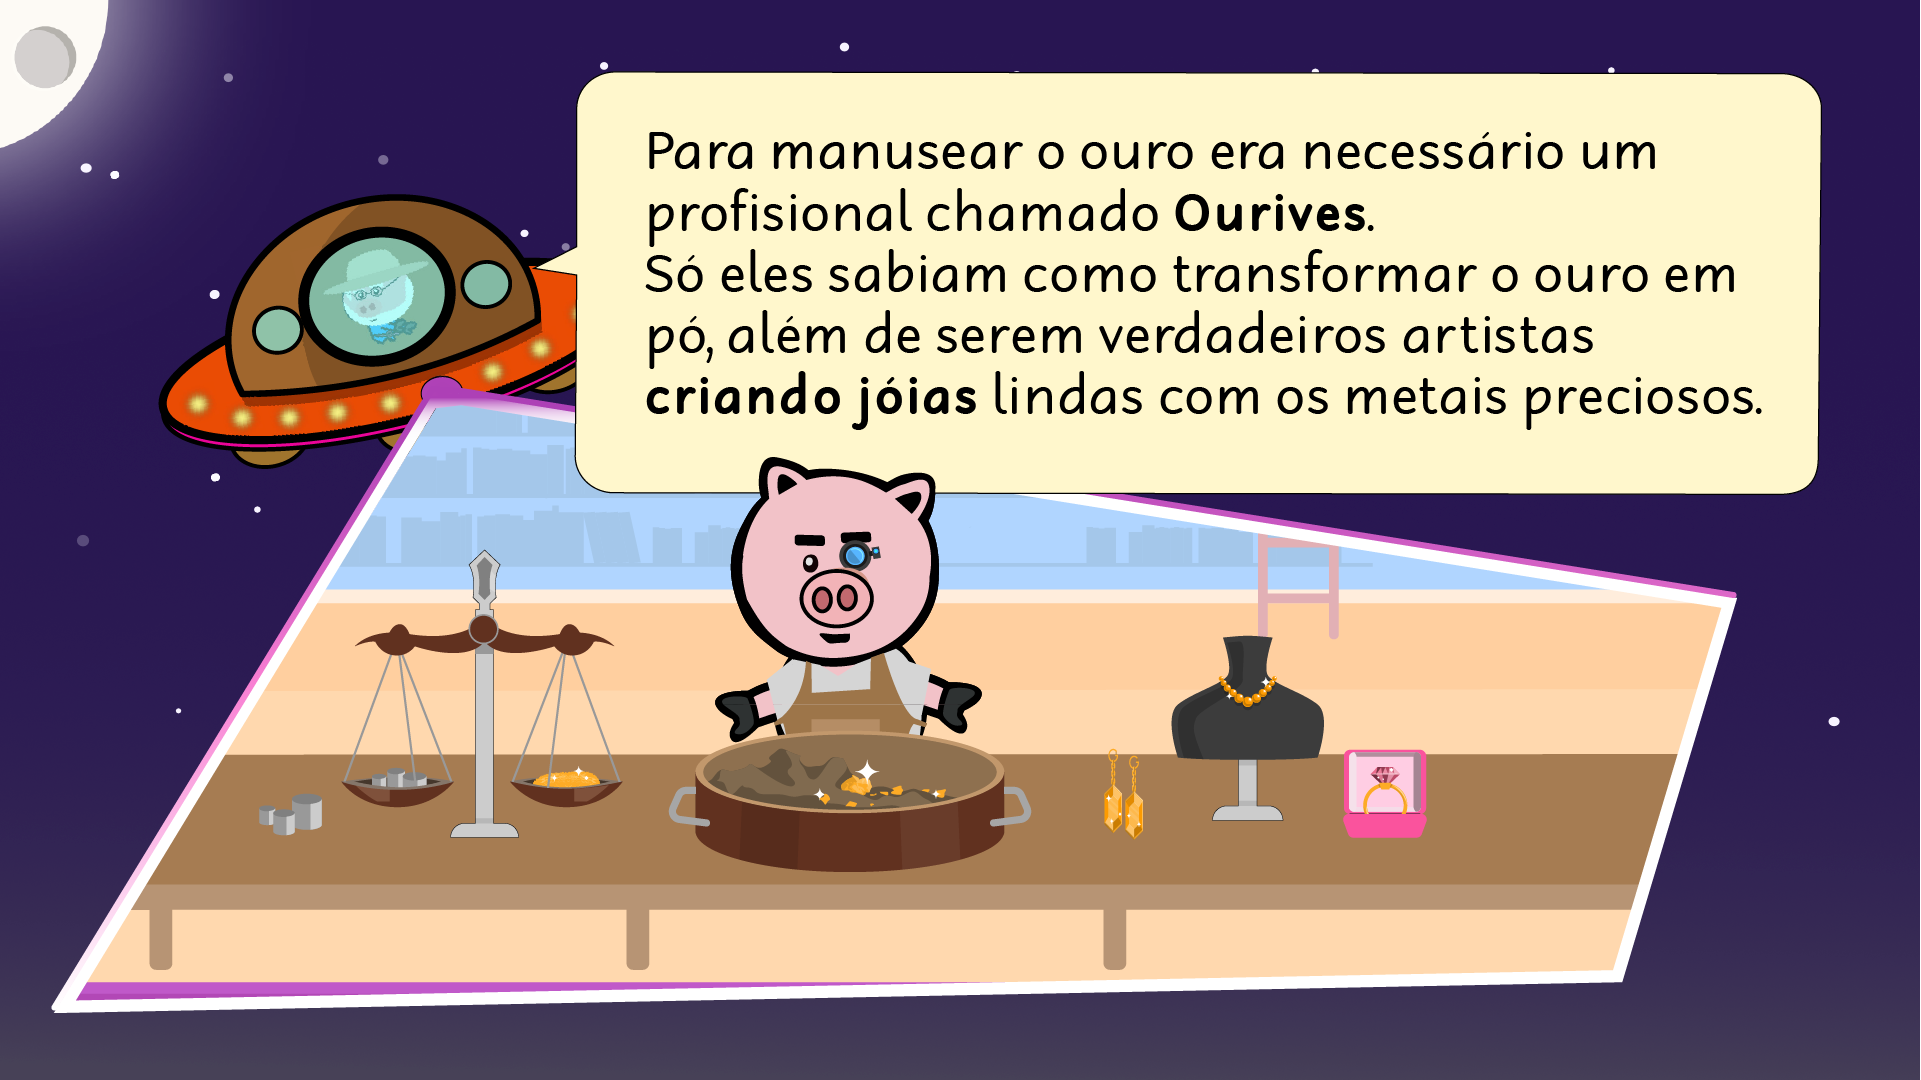 Para manusear o ouro era necessário um
profisional chamado Ourives.
Só eles sabiam como transformar o ouro em
pó, além de serem verdadeiros artistas
criando jóias lindas com os metais preciosos.